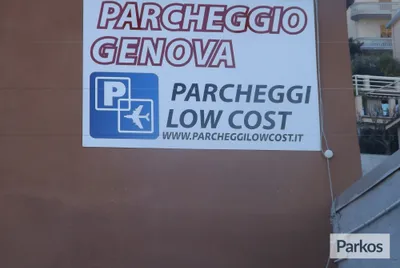 PARCHEGGIO
GENOVA
P
PARCHEGGI
LOW COST
WWW.PARCHEGGILOWCOST.IT
Parkos